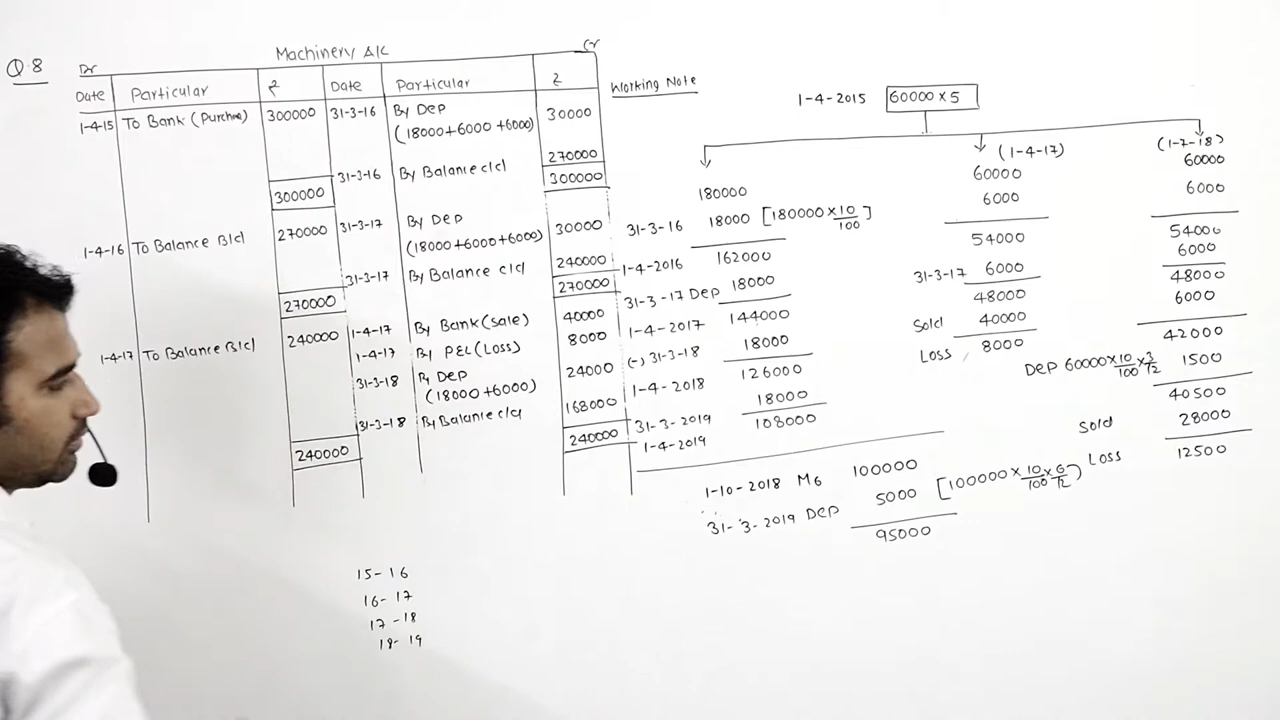 Q.8
Machinery A/c
Dr
Cr
Date Particular ₹ Date Particular ₹
1-4-15 To Bank (Purchase) 300000 31-3-16 By Dep 30000
(18000+6000+6000)
31-3-16 By Balance c/d 270000
300000 300000
1-4-16 To Balance B/d 270000 31-3-17 By Dep 30000
(18000+6000+6000)
31-3-17 By Balance c/d 240000
270000 270000
1-4-17 To Balance B/d 240000 1-4-17 By Bank (Sale) 40000
1-4-17 By P&L (Loss) 8000
31-3-18 By Dep 24000
(18000+6000)
31-3-18 By Balance c/d 168000
240000 240000
15-16
16-17
17-18
18-19
Working Note
1-4-2015 60000 × 5
180000
31-3-16 18000 [180000 × 10/100]
1-4-2016 162000
31-3-17 Dep 18000
1-4-2017 144000
(-) 31-3-18 18000
1-4-2018 126000
31-3-2019 18000
1-4-2019 108000
(1-4-17)
60000
6000
54000
31-3-17 6000
48000
Sold 40000
Loss 8000
(1-7-18)
60000
6000
54000
6000
48000
6000
42000
Dep 60000 × 10/100 × 3/12 1500
40500
Sold 28000
Loss 12500
1-10-2018 M6 100000
31-3-2019 Dep 5000 [100000 × 10/100 × 6/12]
95000